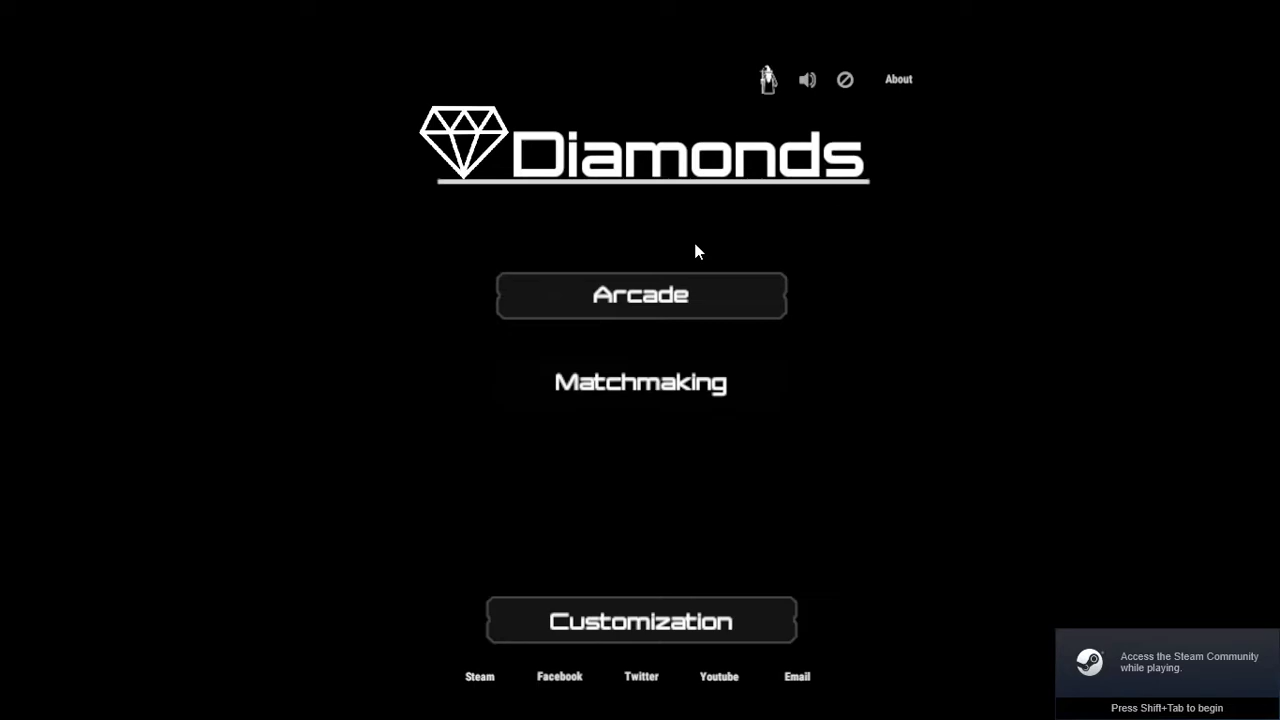 About
Diamonds
Arcade
Matchmaking
Customization
Steam Facebook Twitter Youtube Email
Access the Steam Community
while playing.
Press Shift+Tab to begin